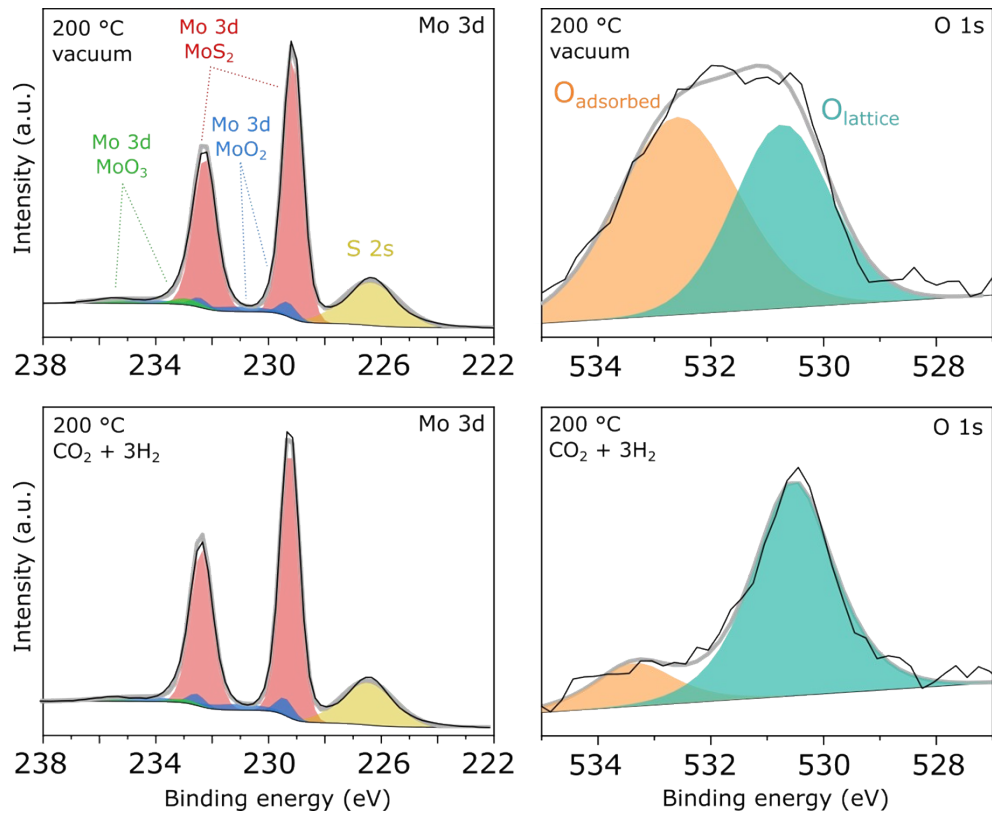 200 °C
vacuum
Mo 3d
MoS₂
Mo 3d
Mo 3d
MoO₂
Mo 3d
MoO₃
S 2s
Intensity (a.u.)
238 234 230 226 222
200 °C
vacuum
O 1s
Oadsorbed
Olattice
534 532 530 528
200 °C
CO₂ + 3H₂
Mo 3d
Intensity (a.u.)
238 234 230 226 222
Binding energy (eV)
200 °C
CO₂ + 3H₂
O 1s
534 532 530 528
Binding energy (eV)